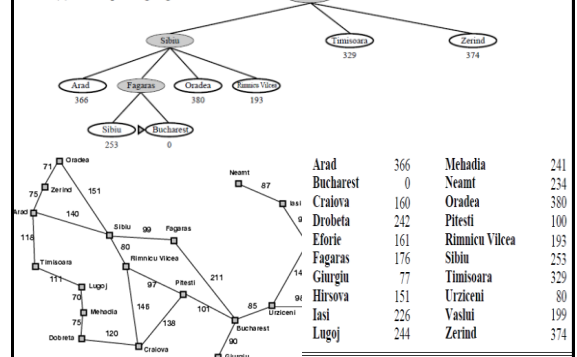 Sibiu Timisoara Zerind
329 374
Arad Fagaras Oradea Rimnicu Vilcea
366 380 193
Sibiu Bucharest
253 0
Oradea
71
Neamt
87
Zerind
75
151
Iasi
Arad
140
Sibiu 99 Fagaras
118
80
Timisoara
Rimnicu Vilcea
111
Lugoj
97
Pitesti
211
70
Mehadia
146
101
85
Urziceni
75
138
Bucharest
Dobreta
120
90
Craiova
Giurgiu
Arad 366 Mehadia 241
Bucharest 0 Neamt 234
Craiova 160 Oradea 380
Drobeta 242 Pitesti 100
Eforie 161 Rimnicu Vilcea 193
Fagaras 176 Sibiu 253
Giurgiu 77 Timisoara 329
Hirsova 151 Urziceni 80
Iasi 226 Vaslui 199
Lugoj 244 Zerind 374